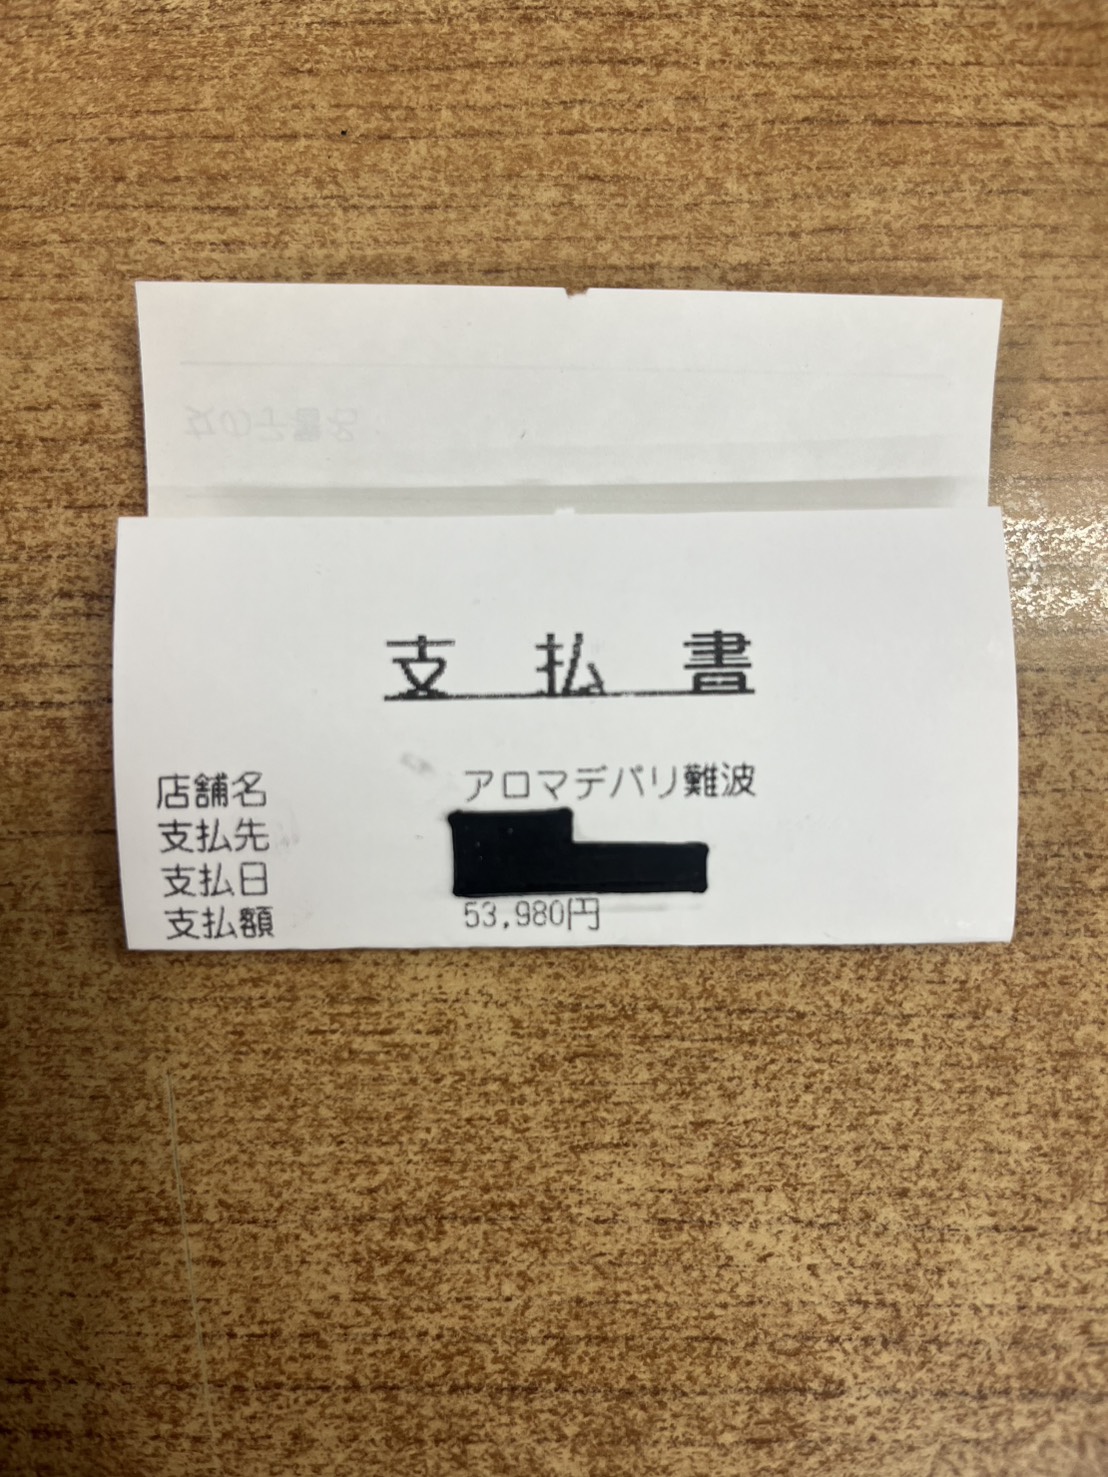 支払書
店舗名 アロマデパリ難波
支払先
支払日
支払額 53,980円